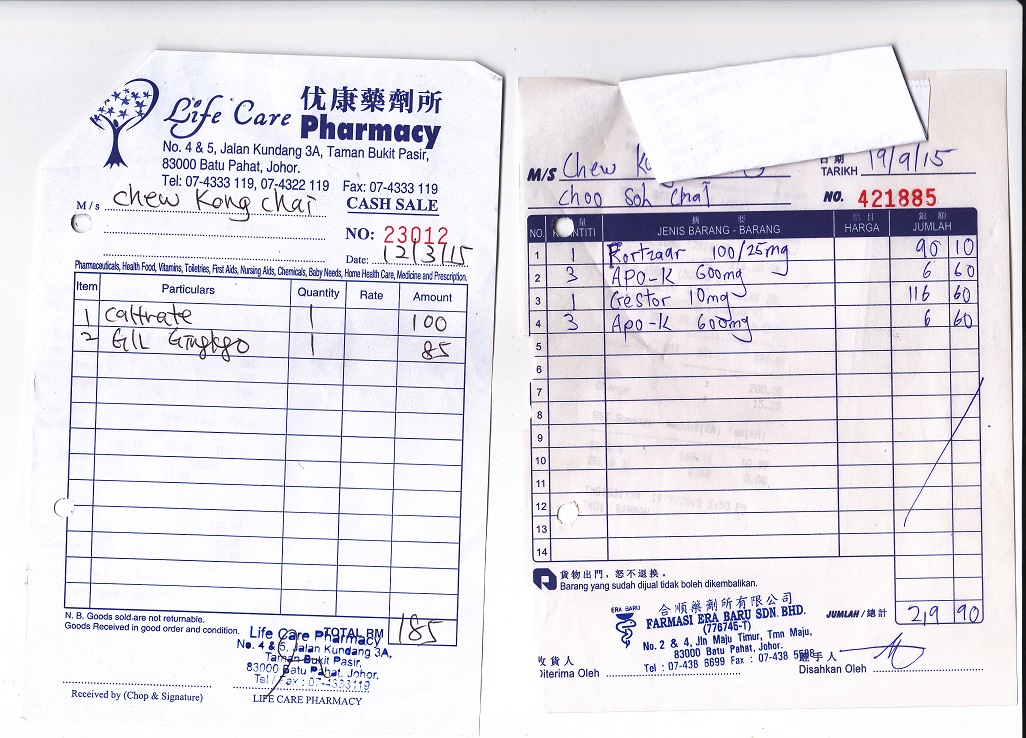 Life Care
优康藥劑所
Pharmacy
No. 4 & 5, Jalan Kundang 3A, Taman Bukit Pasir,
83000 Batu Pahat, Johor.
Tel: 07-4333 119, 07-4322 119 Fax: 07-4333 119
M/s Chew Kong Chai
CASH SALE
NO: 23012
Date: 12/3/15
Pharmaceuticals, Health Food, Vitamins, Toiletries, First Aids, Nursing Aids, Chemicals, Baby Needs, Home Health Care, Medicine and Prescription.
Item Particulars Quantity Rate Amount
1 Caltrate 1 100
2 G/L Gingkgo 1 85
N. B. Goods sold are not returnable.
Goods Received in good order and condition.
TOTAL RM 185
Life Care Pharmacy
No. 4 & 5, Jalan Kundang 3A,
Taman Bukit Pasir,
83000 Batu Pahat, Johor.
Tel / Fax : 07-4333119
Received by (Chop & Signature)
LIFE CARE PHARMACY
M/S Chew
日期
TARIKH 19/9/15
Choo Soh Chai
NO. 421885
摘要 價目 銀額
NO. JENIS BARANG - BARANG HARGA JUMLAH
1 1 Fortzaar 100/25mg 90 10
2 3 APO-K 600mg 6 60
3 1 Gestor 10mg 116 60
4 3 Apo-K 600mg 6 60
5
6
7
8
9
10
11
12
13
14
貨物出門，恕不退換。
Barang yang sudah dijual tidak boleh dikembalikan.
ERA BARU
合順藥劑所有限公司
FARMASI ERA BARU SDN. BHD.
(776745-T)
No. 2 & 4, Jln Maju Timur, Tmn Maju,
83000 Batu Pahat, Johor.
Tel : 07-438 6699 Fax : 07-438
JUMLAH / 總計 219 90
收貨人
Diterima Oleh
經手人
Disahkan Oleh